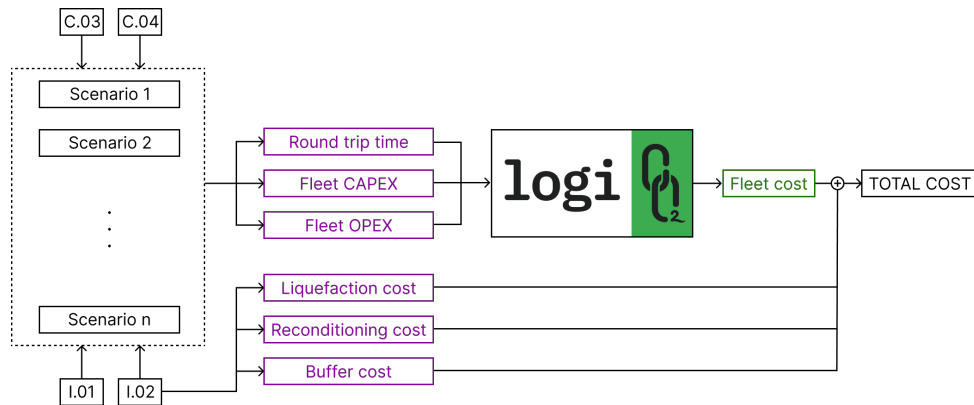 C.03
C.04
Scenario 1
Scenario 2
Scenario n
I.01
I.02
Round trip time
Fleet CAPEX
Fleet OPEX
logi
2
Fleet cost
TOTAL COST
Liquefaction cost
Reconditioning cost
Buffer cost